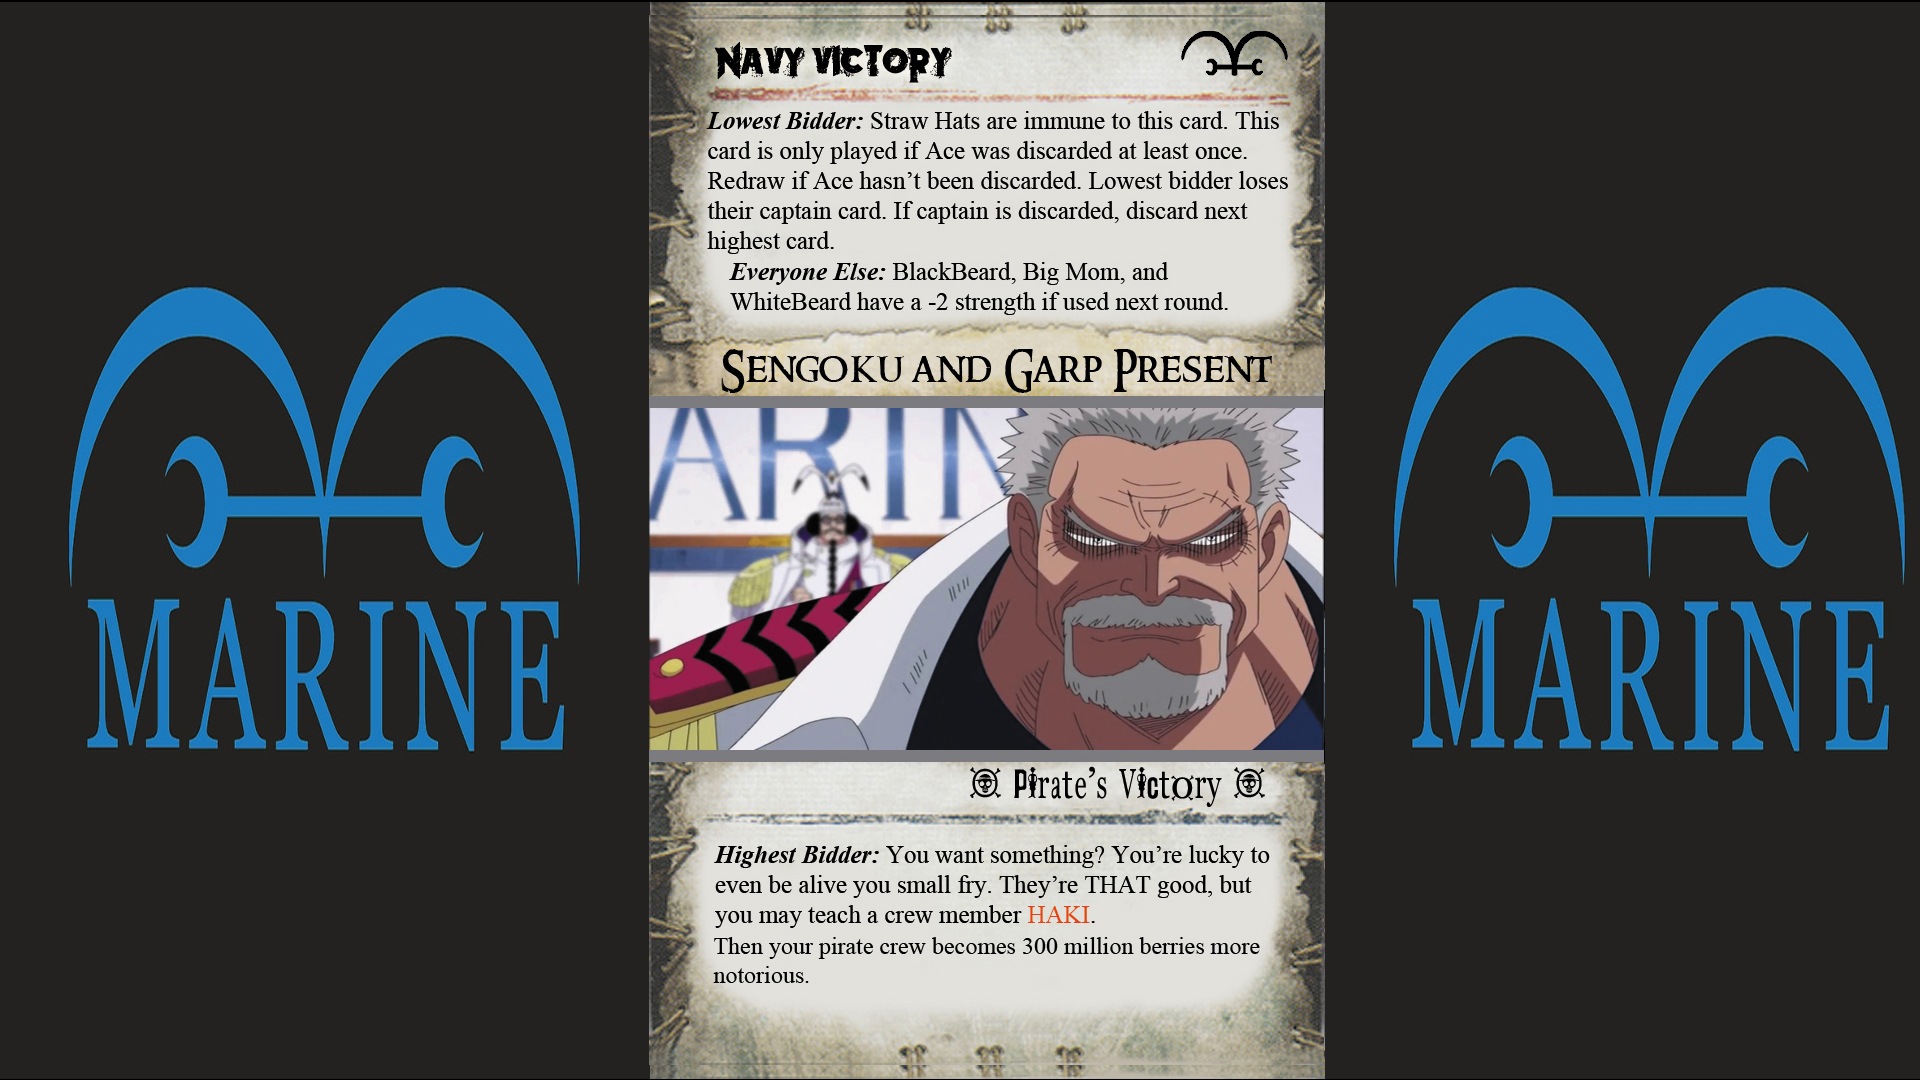 NAVY VICTORY
Lowest Bidder: Straw Hats are immune to this card. This
card is only played if Ace was discarded at least once.
Redraw if Ace hasn’t been discarded. Lowest bidder loses
their captain card. If captain is discarded, discard next
highest card.
Everyone Else: BlackBeard, Big Mom, and
WhiteBeard have a -2 strength if used next round.
SENGOKU AND GARP PRESENT
ARIN
MARINE
MARINE
Pirate’s Victory
Highest Bidder: You want something? You’re lucky to
even be alive you small fry. They’re THAT good, but
you may teach a crew member HAKI.
Then your pirate crew becomes 300 million berries more
notorious.